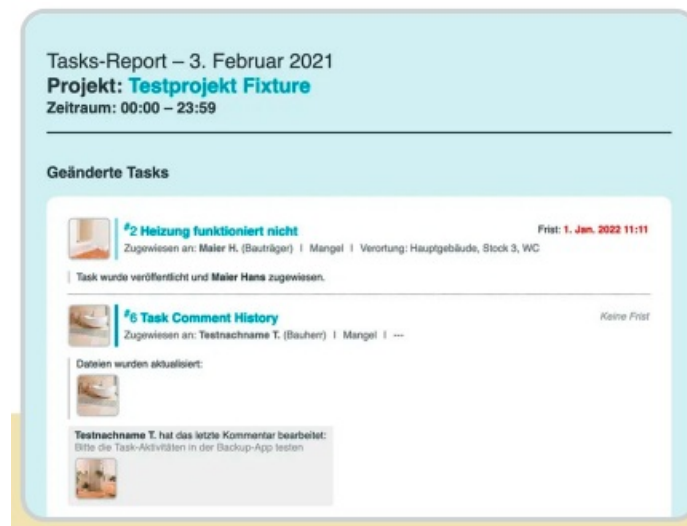 Tasks-Report – 3. Februar 2021
Projekt: Testprojekt Fixture
Zeitraum: 00:00 – 23:59
Geänderte Tasks
#2 Heizung funktioniert nicht
Frist: 1. Jan. 2022 11:11
Zugewiesen an: Maier H. (Bauträger) | Mangel | Verortung: Hauptgebäude, Stock 3, WC
Task wurde veröffentlicht und Maier Hans zugewiesen.
#6 Task Comment History
Keine Frist
Zugewiesen an: Testnachname T. (Bauherr) | Mangel | ---
Dateien wurden aktualisiert:
Testnachname T. hat das letzte Kommentar bearbeitet:
Bitte die Task-Aktivitäten in der Backup-App testen